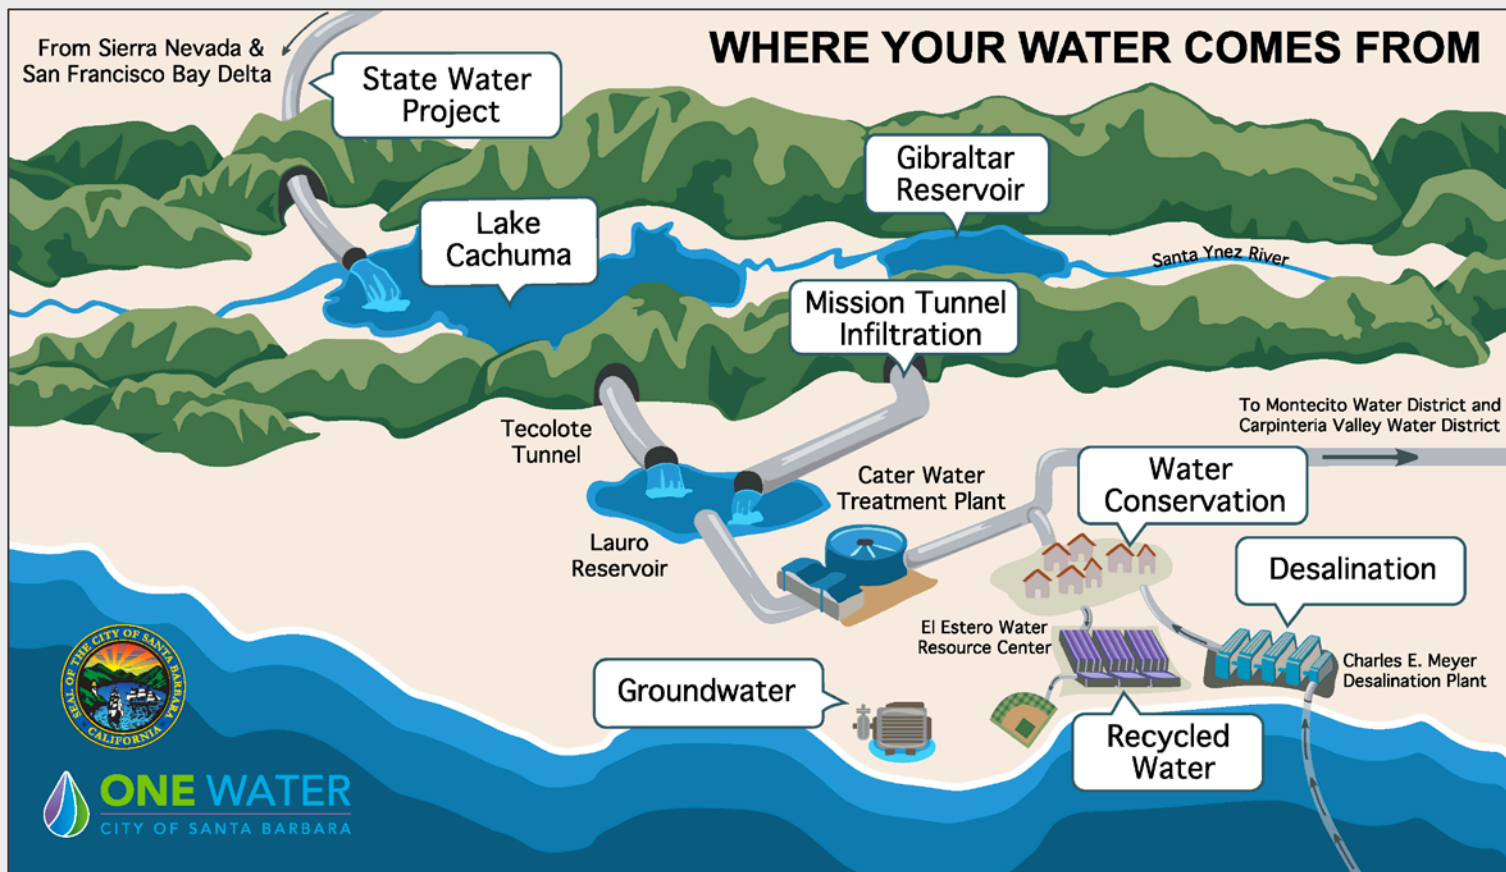 WHERE YOUR WATER COMES FROM
From Sierra Nevada &
San Francisco Bay Delta
State Water
Project
Gibraltar
Reservoir
Lake
Cachuma
Santa Ynez River
Mission Tunnel
Infiltration
To Montecito Water District and
Carpinteria Valley Water District
Tecolote
Tunnel
Cater Water
Treatment Plant
Water
Conservation
Lauro
Reservoir
Desalination
El Estero Water
Resource Center
Charles E. Meyer
Desalination Plant
Groundwater
Recycled
Water
SEAL OF THE CITY OF SANTA BARBARA
CALIFORNIA
ONE WATER
CITY OF SANTA BARBARA